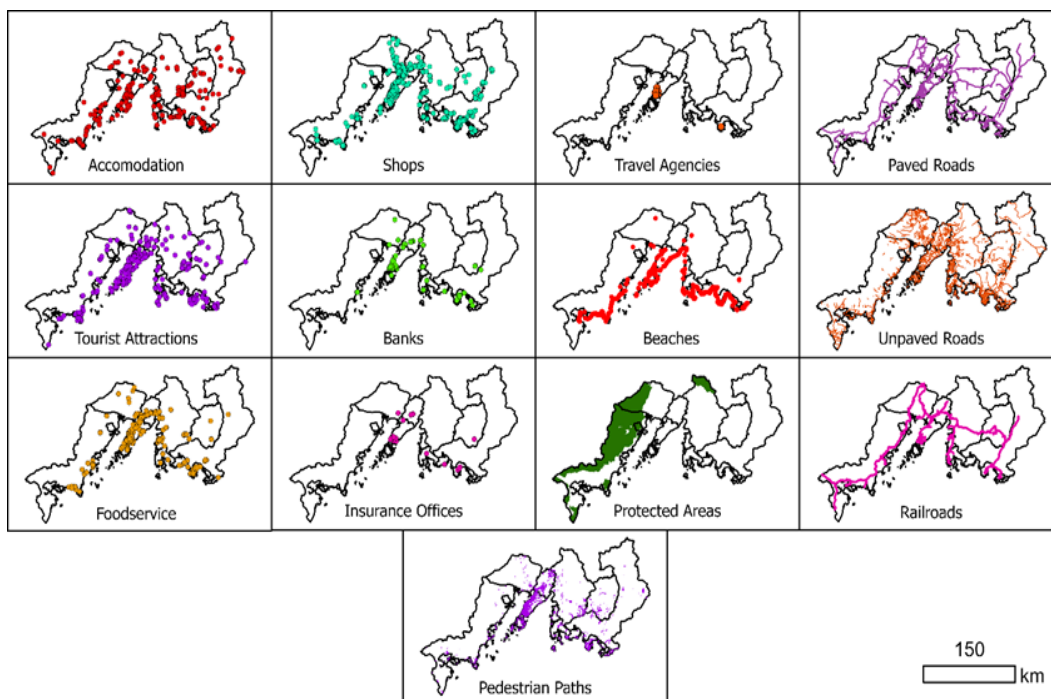 Accomodation
Shops
Travel Agencies
Paved Roads
Tourist Attractions
Banks
Beaches
Unpaved Roads
Foodservice
Insurance Offices
Protected Areas
Railroads
Pedestrian Paths
150
km